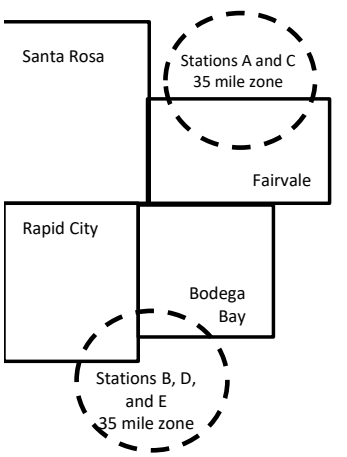 Santa Rosa
Stations A and C
35 mile zone
Fairvale
Rapid City
Bodega
Bay
Stations B, D,
and E
35 mile zone